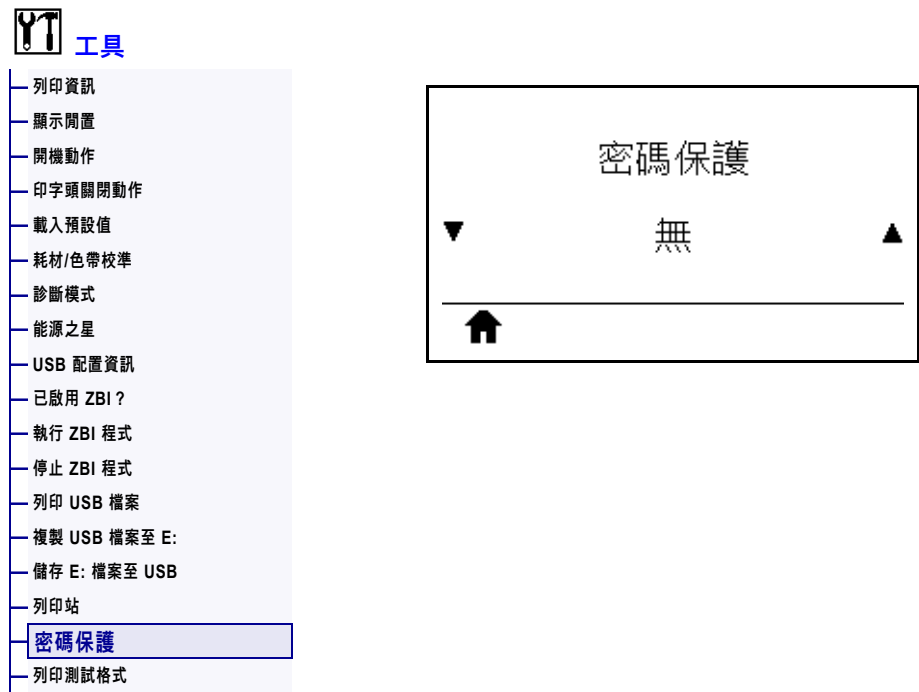 工具
列印資訊
顯示閒置
開機動作
印字頭關閉動作
載入預設值
耗材/色帶校準
診斷模式
能源之星
USB 配置資訊
已啟用 ZBI？
執行 ZBI 程式
停止 ZBI 程式
列印 USB 檔案
複製 USB 檔案至 E:
儲存 E: 檔案至 USB
列印站
密碼保護
列印測試格式
密碼保護
▼ 無 ▲